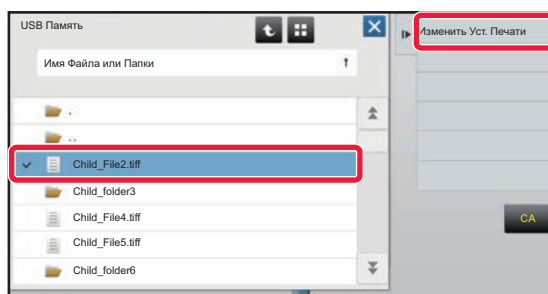 USB Память
Изменить Уст. Печати
Имя Файла или Папки
.
..
Child_File2.tiff
Child_folder3
Child_File4.tiff
CA
Child_File5.tiff
Child_folder6